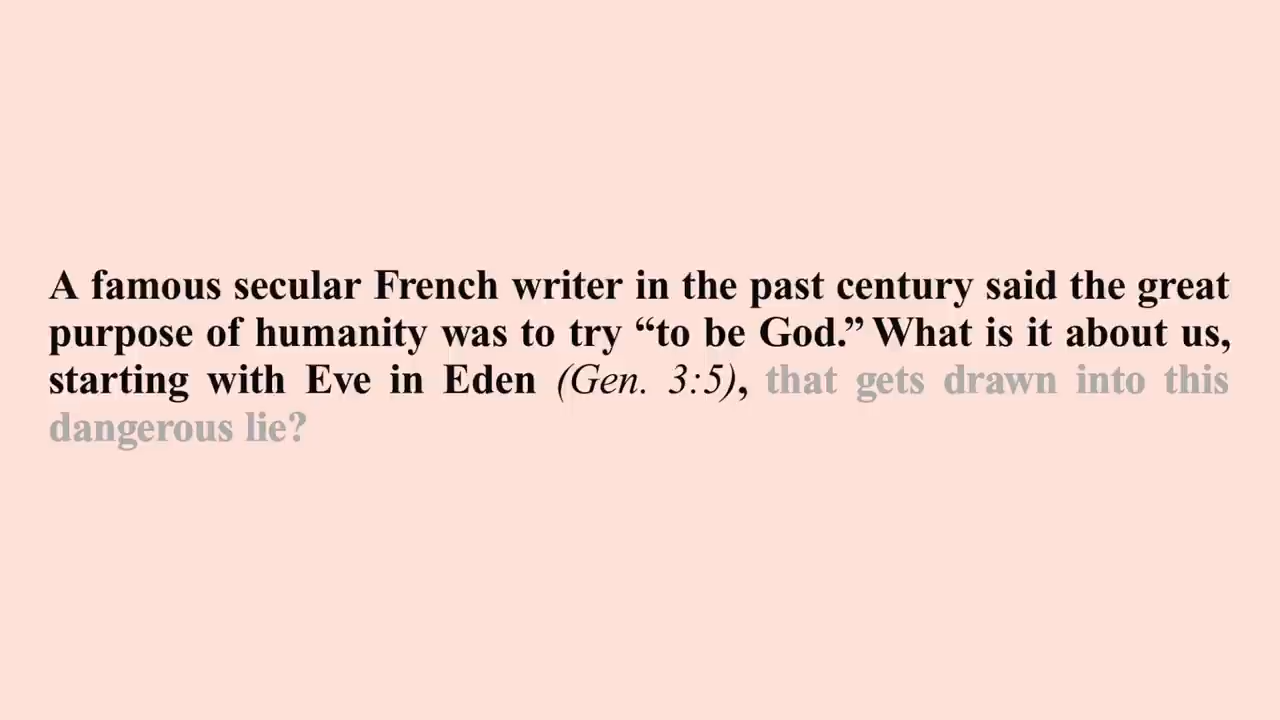 A famous secular French writer in the past century said the great
purpose of humanity was to try “to be God.” What is it about us,
starting with Eve in Eden (Gen. 3:5), that gets drawn into this
dangerous lie?